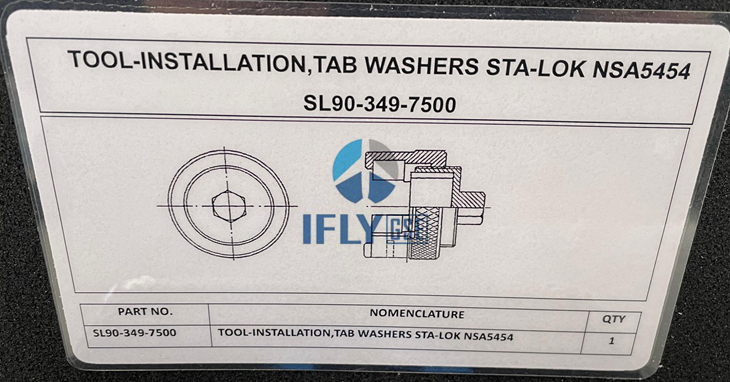 TOOL-INSTALLATION,TAB WASHERS STA-LOK NSA5454
SL90-349-7500
IFLY GSE
PART NO. NOMENCLATURE QTY
SL90-349-7500 TOOL-INSTALLATION,TAB WASHERS STA-LOK NSA5454 1